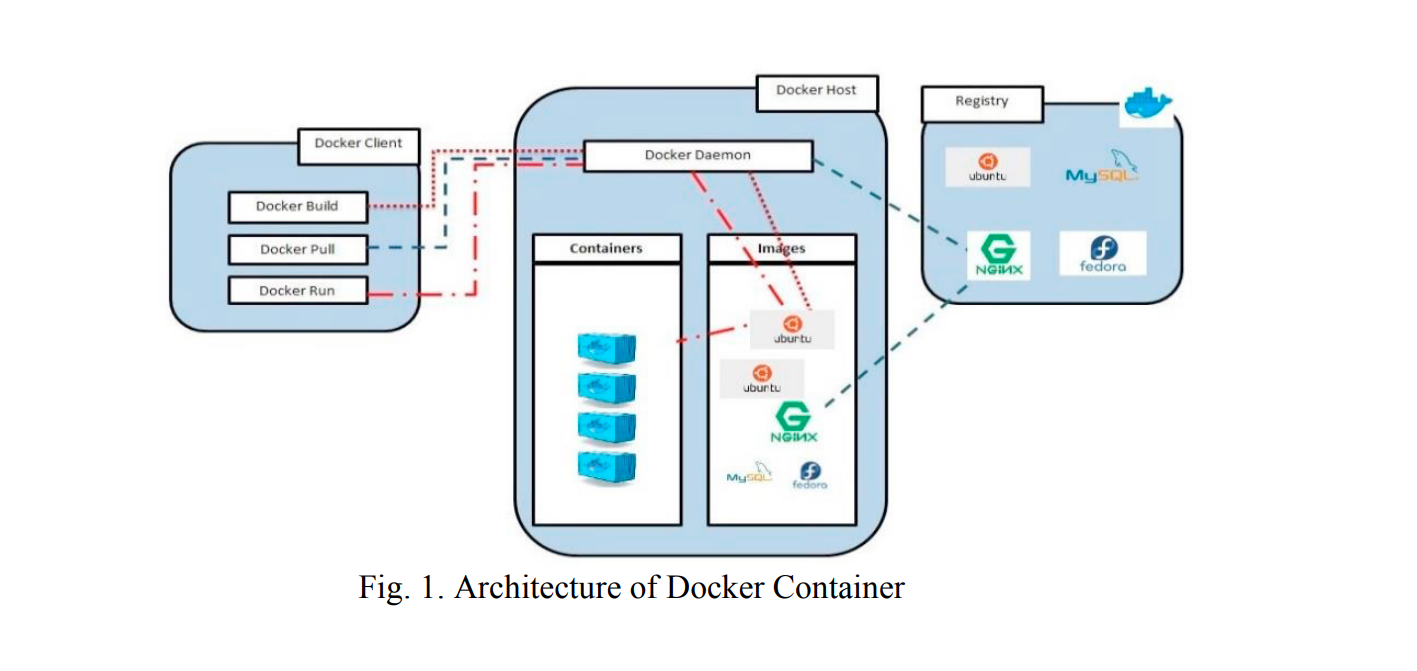 Docker Host
Registry
Docker Client
Docker Daemon
Docker Build
Docker Pull
Docker Run
Containers
Images
ubuntu
MySQL
NGINX
fedora
ubuntu
ubuntu
NGINX
MySQL
fedora
Fig. 1. Architecture of Docker Container